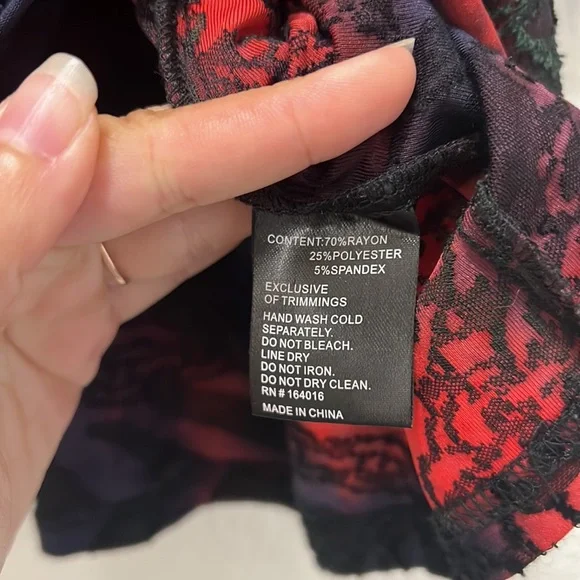 CONTENT:70%RAYON
25%POLYESTER
5%SPANDEX
EXCLUSIVE
OF TRIMMINGS
HAND WASH COLD
SEPARATELY.
DO NOT BLEACH.
LINE DRY
DO NOT IRON.
DO NOT DRY CLEAN.
RN # 164016
MADE IN CHINA